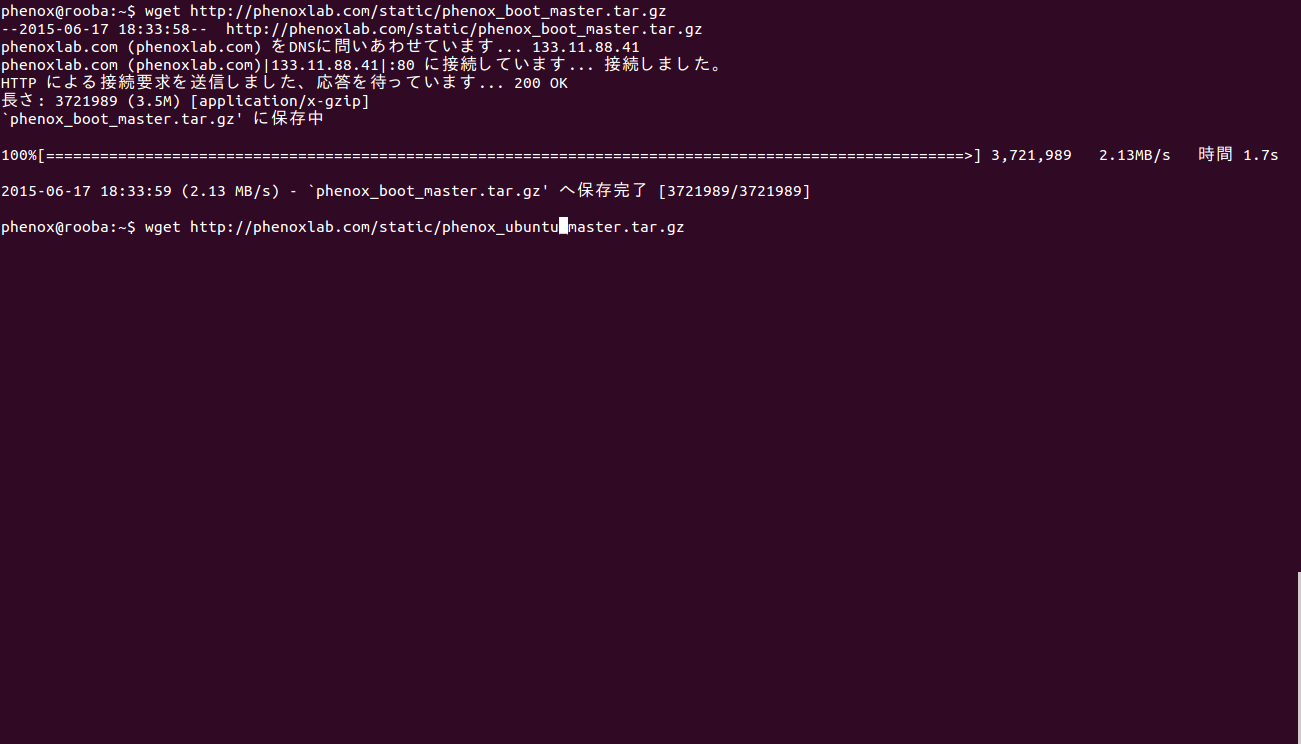 phenox@rooba:~$ wget http://phenoxlab.com/static/phenox_boot_master.tar.gz
--2015-06-17 18:33:58--  http://phenoxlab.com/static/phenox_boot_master.tar.gz
phenoxlab.com (phenoxlab.com) をDNSに問いあわせています... 133.11.88.41
phenoxlab.com (phenoxlab.com)|133.11.88.41|:80 に接続しています... 接続しました。
HTTP による接続要求を送信しました、応答を待っています... 200 OK
長さ: 3721989 (3.5M) [application/x-gzip]
`phenox_boot_master.tar.gz' に保存中
100%[======================================================================================================>] 3,721,989   2.13MB/s   時間 1.7s
2015-06-17 18:33:59 (2.13 MB/s) - `phenox_boot_master.tar.gz' へ保存完了 [3721989/3721989]
phenox@rooba:~$ wget http://phenoxlab.com/static/phenox_ubuntu master.tar.gz